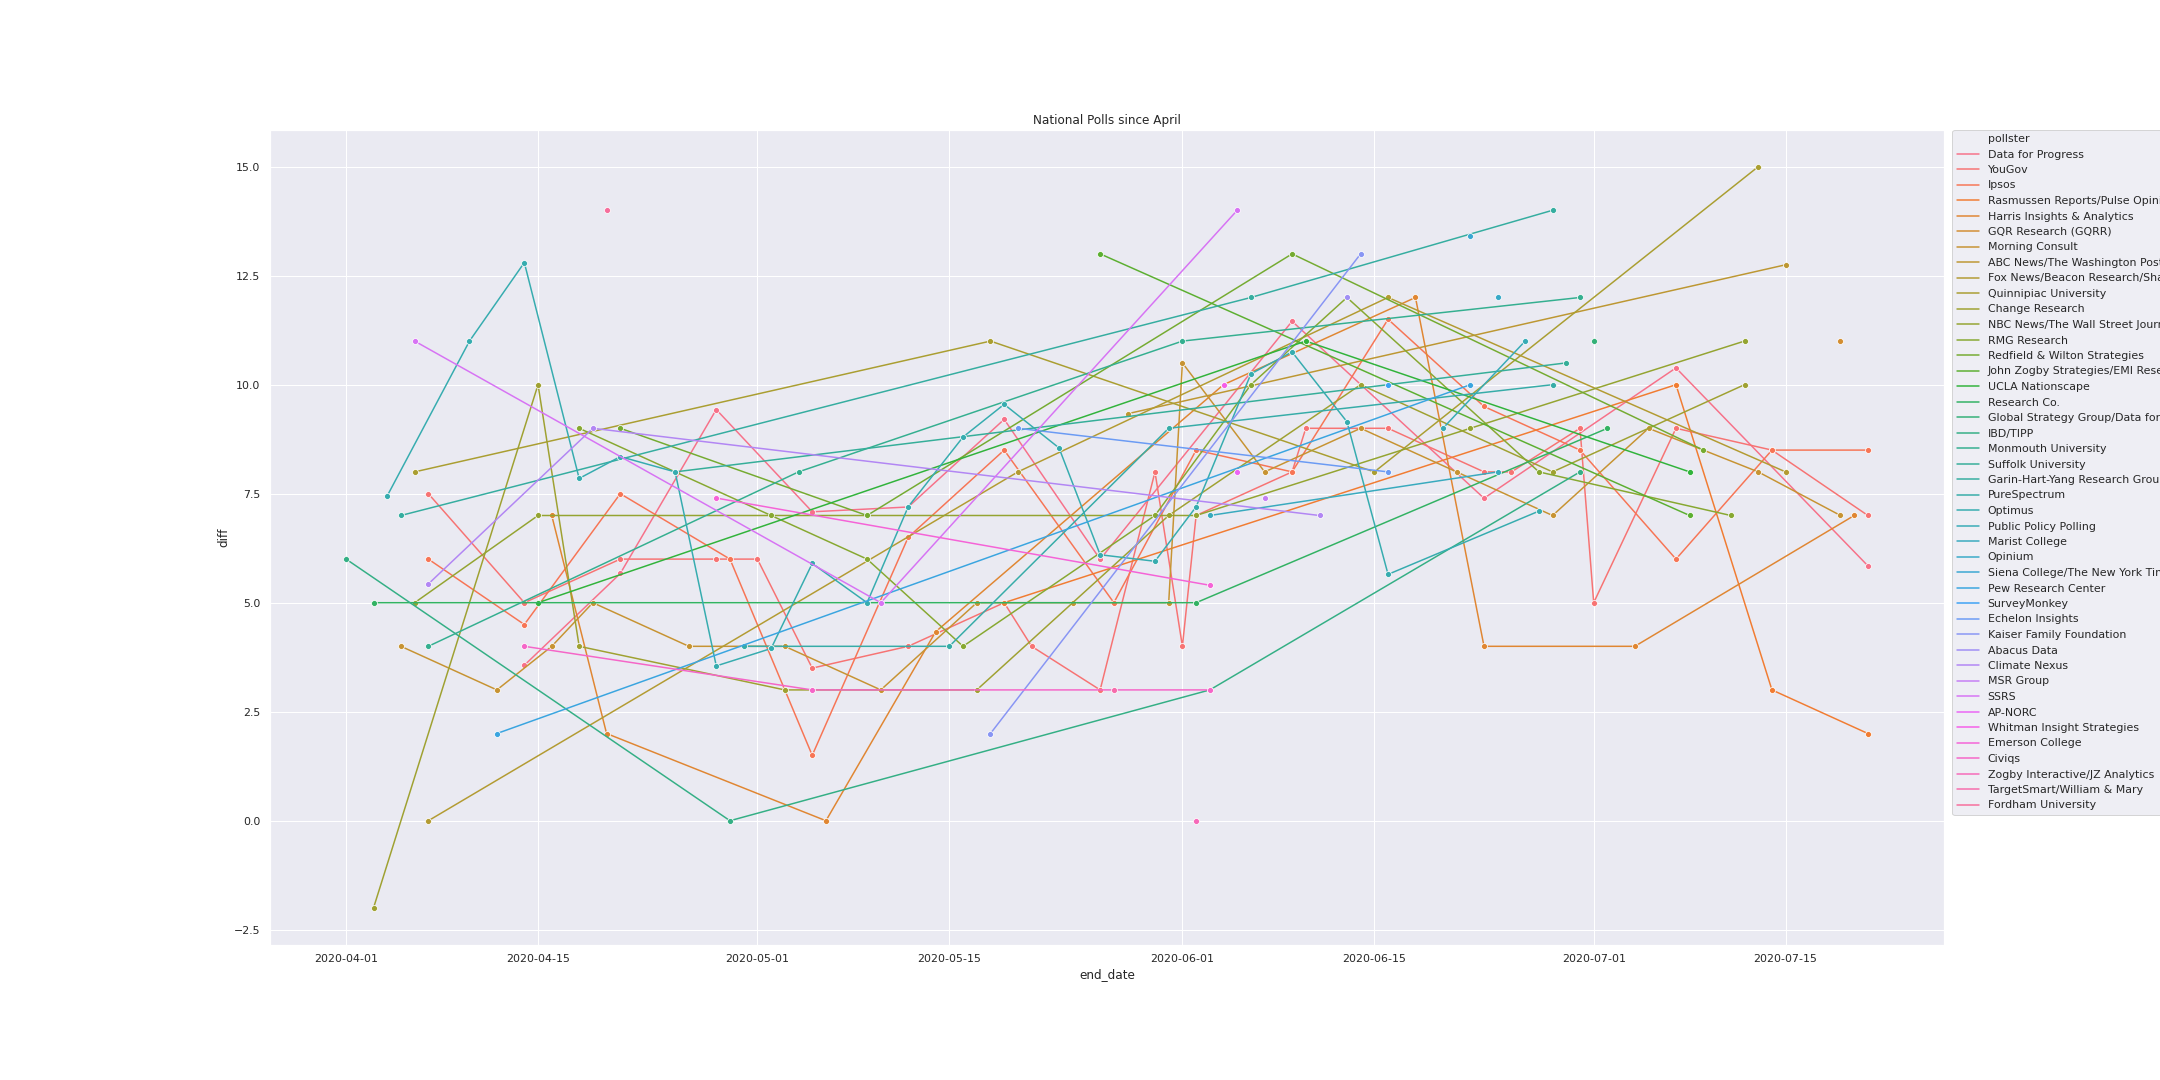 National Polls since April
15.0
12.5
10.0
7.5
5.0
2.5
0.0
−2.5
diff
2020-04-01
2020-04-15
2020-05-01
2020-05-15
2020-06-01
2020-06-15
2020-07-01
2020-07-15
end_date
pollster
Data for Progress
YouGov
Ipsos
Rasmussen Reports/Pulse Opini
Harris Insights & Analytics
GQR Research (GQRR)
Morning Consult
ABC News/The Washington Post
Fox News/Beacon Research/Sha
Quinnipiac University
Change Research
NBC News/The Wall Street Jour
RMG Research
Redfield & Wilton Strategies
John Zogby Strategies/EMI Rese
UCLA Nationscape
Research Co.
Global Strategy Group/Data for
IBD/TIPP
Monmouth University
Suffolk University
Garin-Hart-Yang Research Grou
PureSpectrum
Optimus
Public Policy Polling
Marist College
Opinium
Siena College/The New York Tim
Pew Research Center
SurveyMonkey
Echelon Insights
Kaiser Family Foundation
Abacus Data
Climate Nexus
MSR Group
SSRS
AP-NORC
Whitman Insight Strategies
Emerson College
Civiqs
Zogby Interactive/JZ Analytics
TargetSmart/William & Mary
Fordham University